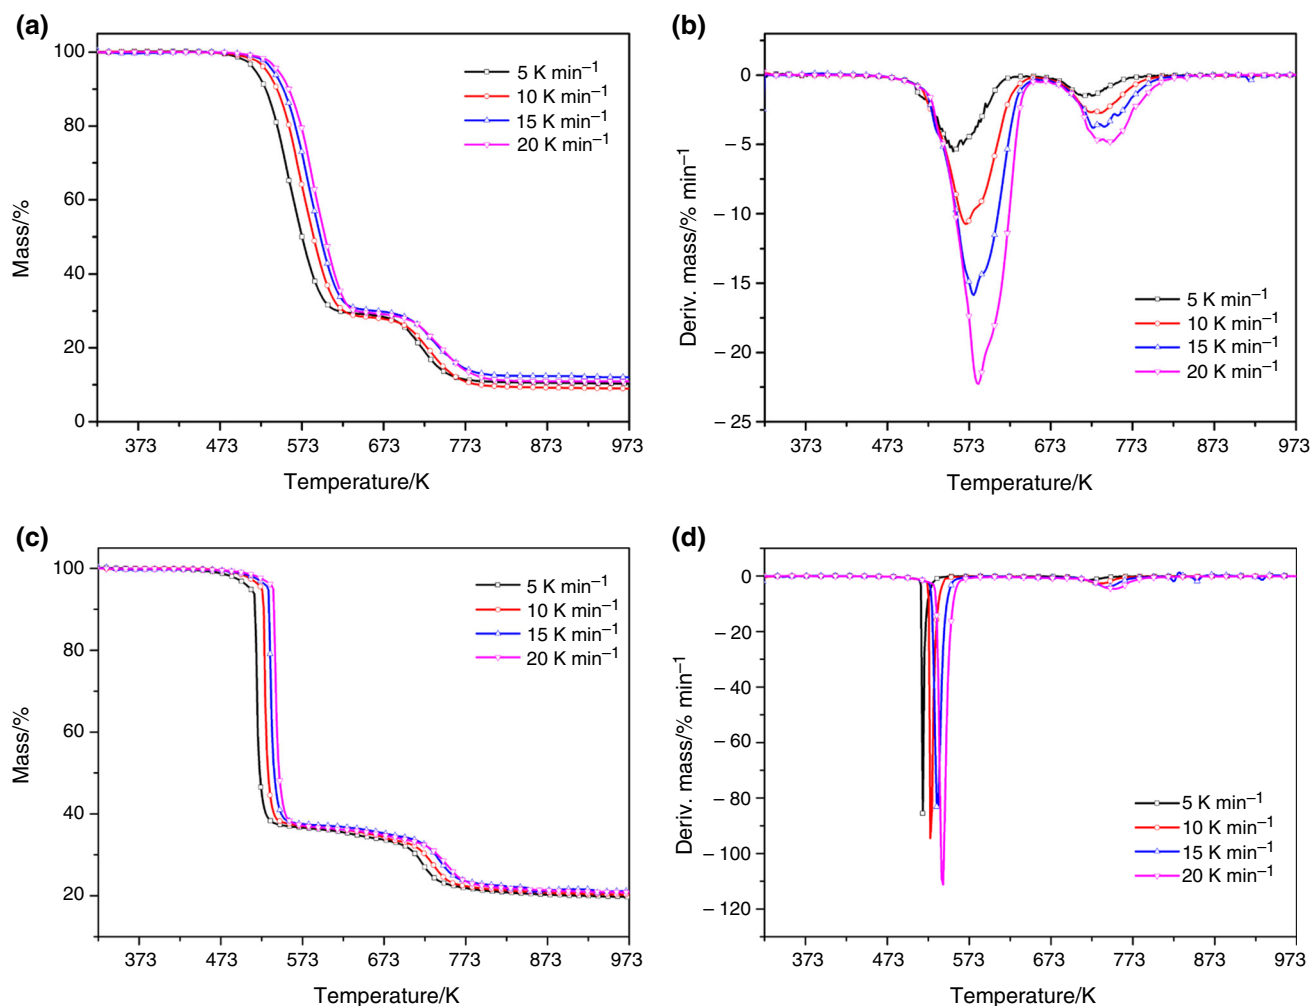 (a)
100
80
60
40
20
0
Mass/%
373 473 573 673 773 873 973
Temperature/K
5 K min⁻¹
10 K min⁻¹
15 K min⁻¹
20 K min⁻¹
(b)
0
–5
–10
–15
–20
–25
Deriv. mass/% min⁻¹
373 473 573 673 773 873 973
Temperature/K
5 K min⁻¹
10 K min⁻¹
15 K min⁻¹
20 K min⁻¹
(c)
100
80
60
40
20
Mass/%
373 473 573 673 773 873 973
Temperature/K
5 K min⁻¹
10 K min⁻¹
15 K min⁻¹
20 K min⁻¹
(d)
0
–20
–40
–60
–80
–100
–120
Deriv. mass/% min⁻¹
373 473 573 673 773 873 973
Temperature/K
5 K min⁻¹
10 K min⁻¹
15 K min⁻¹
20 K min⁻¹